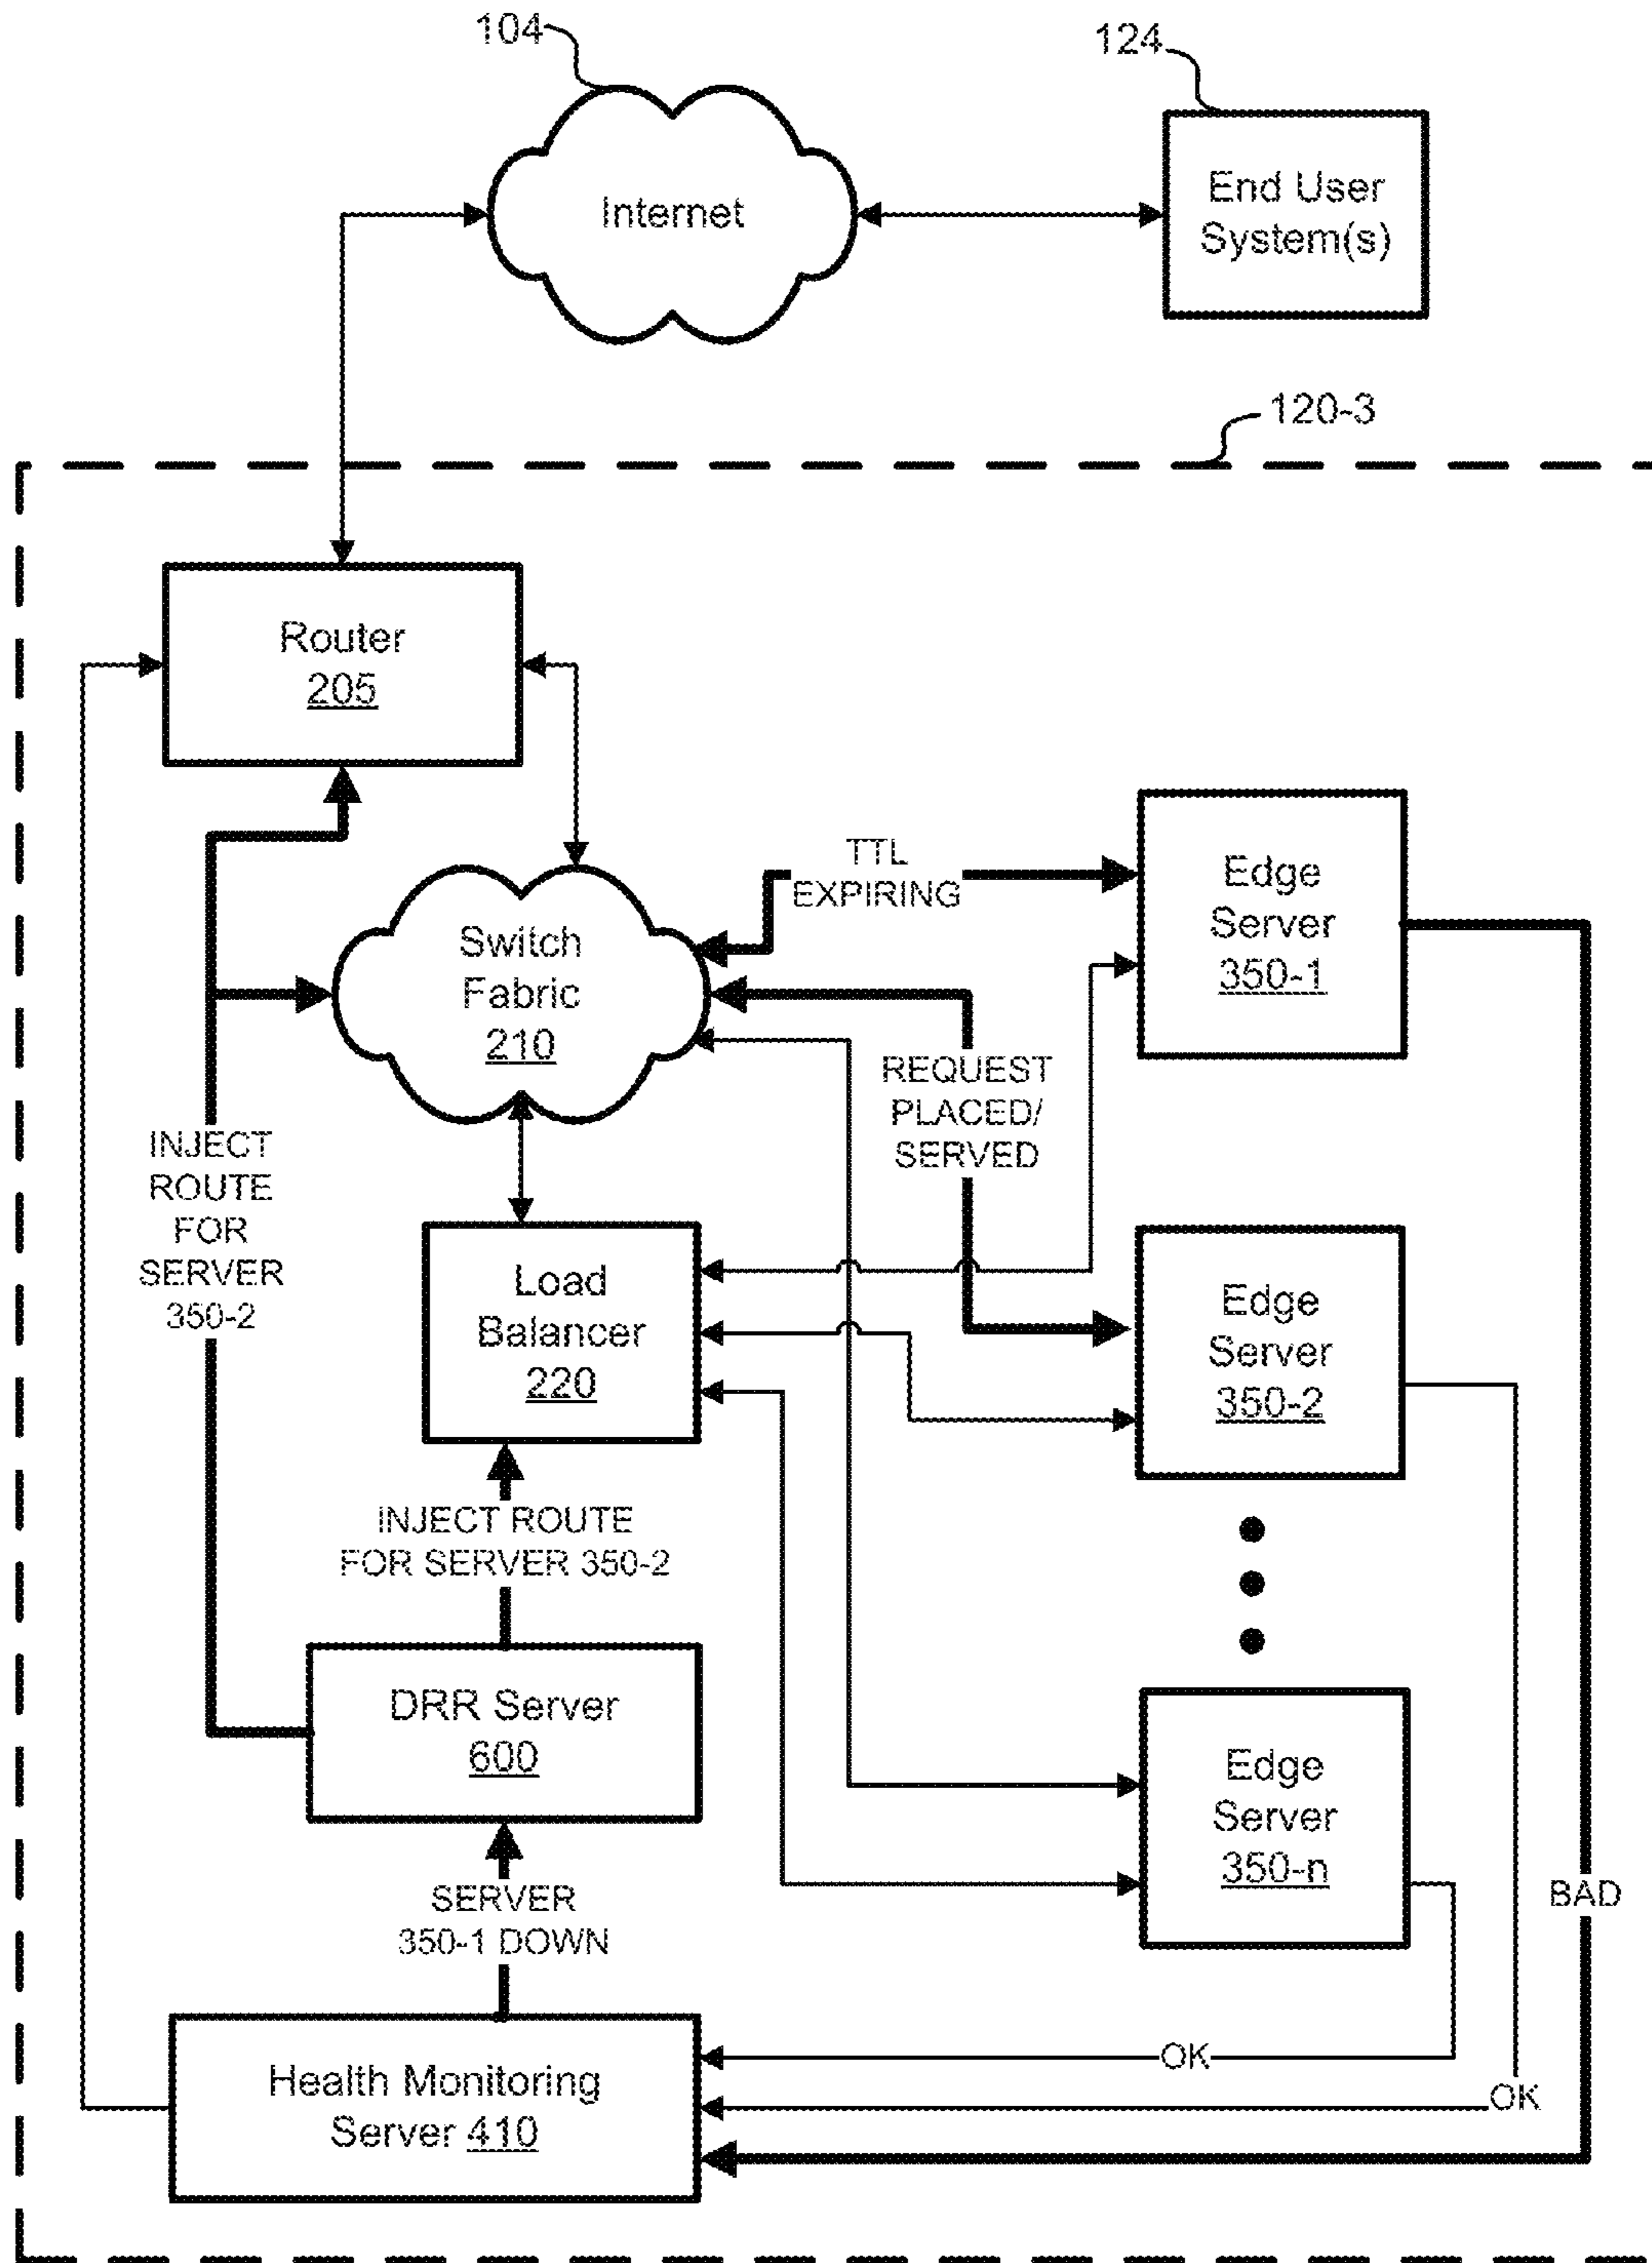 104
124
Internet
End User
System(s)
120-3
Router
205
TTL
EXPIRING
Edge
Server
350-1
Switch
Fabric
210
REQUEST
PLACED/
SERVED
INJECT
ROUTE
FOR
SERVER
350-2
Load
Balancer
220
Edge
Server
350-2
INJECT ROUTE
FOR SERVER 350-2
DRR Server
600
Edge
Server
350-n
SERVER
350-1 DOWN
BAD
OK
OK
Health Monitoring
Server 410